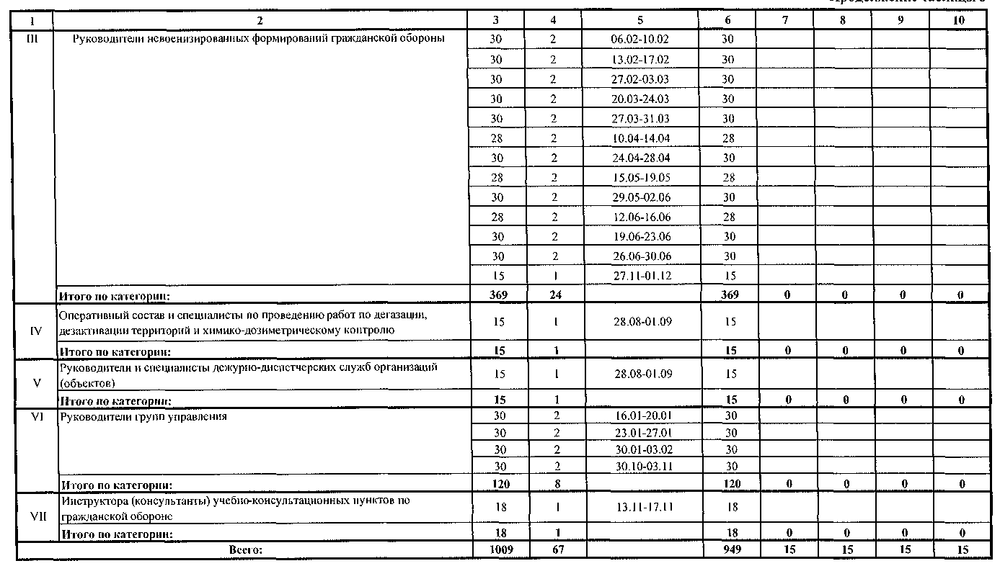 1 2 3 4 5 6 7 8 9 10
III Руководители невоенизированных формирований гражданской обороны 30 2 06.02-10.02 30
30 2 13.02-17.02 30
30 2 27.02-03.03 30
30 2 20.03-24.03 30
30 2 27.03-31.03 30
28 2 10.04-14.04 28
30 2 24.04-28.04 30
28 2 15.05-19.05 28
30 2 29.05-02.06 30
28 2 12.06-16.06 28
30 2 19.06-23.06 30
30 2 26.06-30.06 30
15 1 27.11-01.12 15
Итого по категории: 369 24 369 0 0 0 0
Оперативный состав и специалисты по проведению работ по дегазации,
IV дезактивации территорий и химико-дозиметрическому контролю 15 1 28.08-01.09 15
Итого по категории: 15 1 15 0 0 0 0
Руководители и специалисты дежурно-диспетчерских служб организаций
V (объектов) 15 1 28.08-01.09 15
Итого по категории: 15 1 15 0 0 0 0
VI Руководители групп управления 30 2 16.01-20.01 30
30 2 23.01-27.01 30
30 2 30.01-03.02 30
30 2 30.10-03.11 30
Итого по категории: 120 8 120 0 0 0 0
Инструктора (консультанты) учебно-консультационных пунктов по
VII гражданской обороне 18 1 13.11-17.11 18
Итого по категории: 18 1 18 0 0 0 0
Всего: 1009 67 949 15 15 15 15